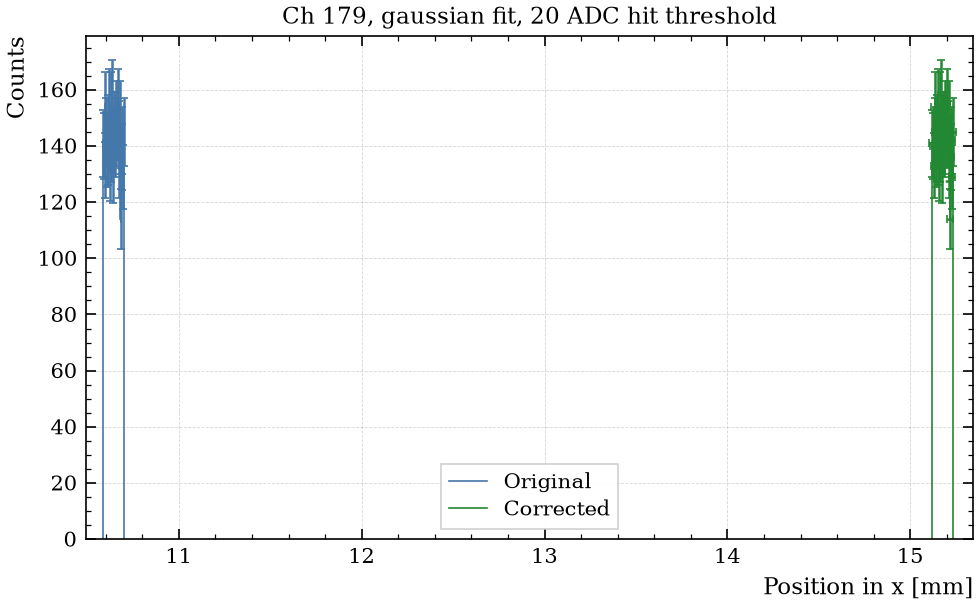 Ch 179, gaussian fit, 20 ADC hit threshold
Counts
160
140
120
100
80
60
40
20
0
Original
Corrected
11
12
13
14
15
Position in x [mm]